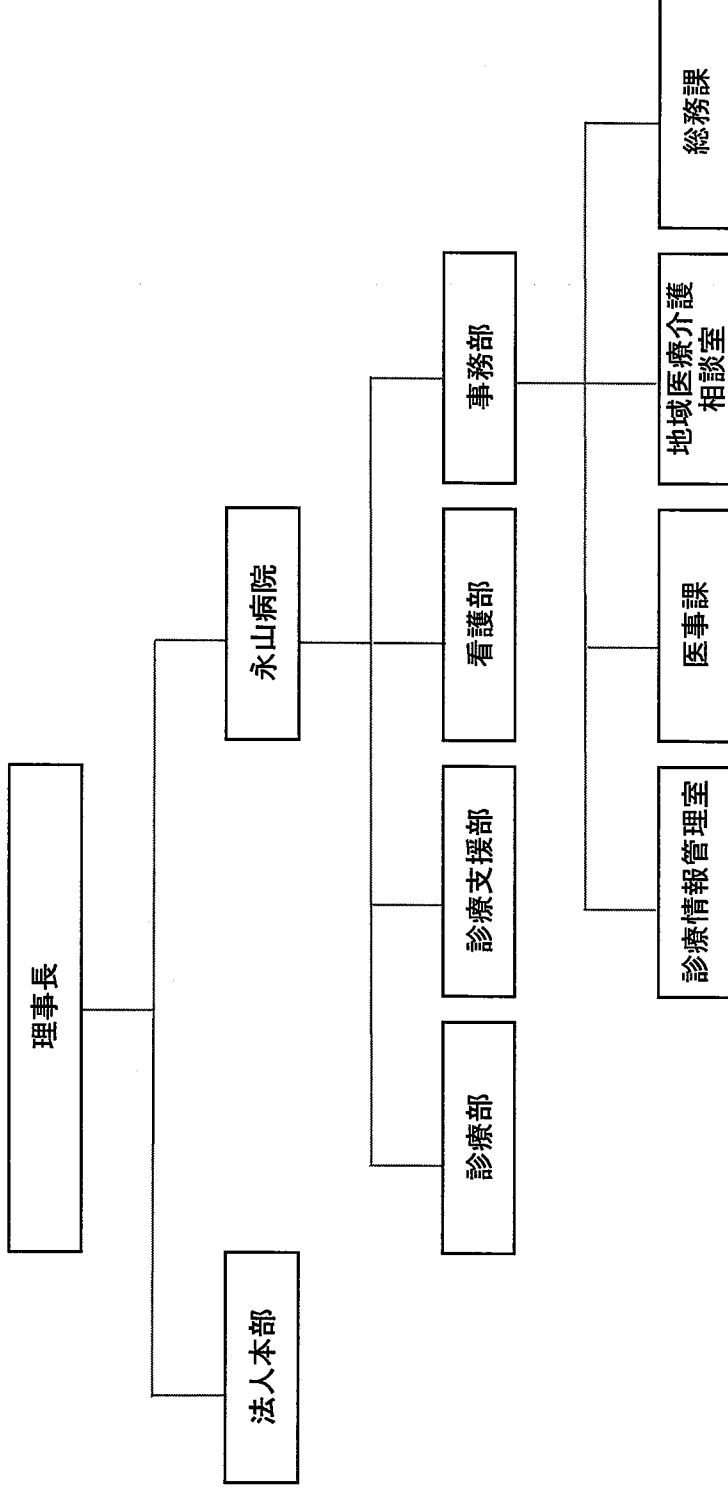 理事長
法人本部
永山病院
診療部
診療支援部
看護部
事務部
診療情報管理室
医事課
地域医療介護
相談室
総務課